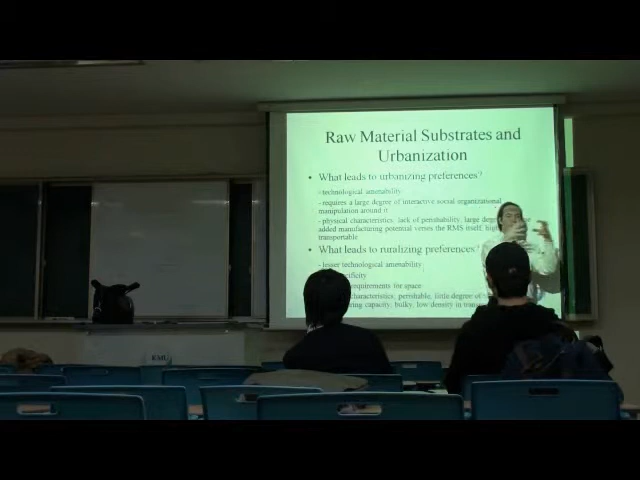 Raw Material Substrates and
Urbanization
• What leads to urbanizing preferences?
- technological amenability
- requires a large degree of interactive social organizational
manipulation around it
- physical characteristics, lack of perishability, large
added manufacturing potential verses the RMS itself,
transportable
• What leads to ruralizing preferences?
- lesser technological amenability
requirements for space
characteristics, perishable, little degree of
capacity, bulky, low density in